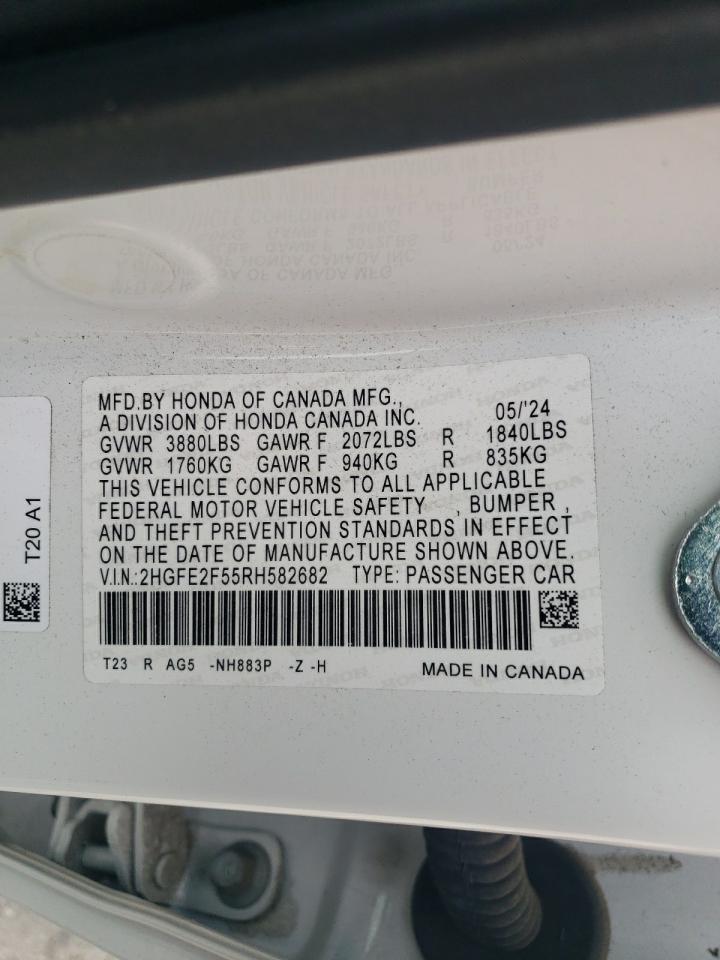 MFD.BY HONDA OF CANADA MFG.,
A DIVISION OF HONDA CANADA INC. 05/'24
GVWR 3880LBS GAWR F 2072LBS R 1840LBS
GVWR 1760KG GAWR F 940KG R 835KG
THIS VEHICLE CONFORMS TO ALL APPLICABLE
FEDERAL MOTOR VEHICLE SAFETY , BUMPER ,
AND THEFT PREVENTION STANDARDS IN EFFECT
ON THE DATE OF MANUFACTURE SHOWN ABOVE.
V.I.N.:2HGFE2F55RH582682 TYPE: PASSENGER CAR
T23 R AG5 -NH883P -Z -H MADE IN CANADA
T20 A1